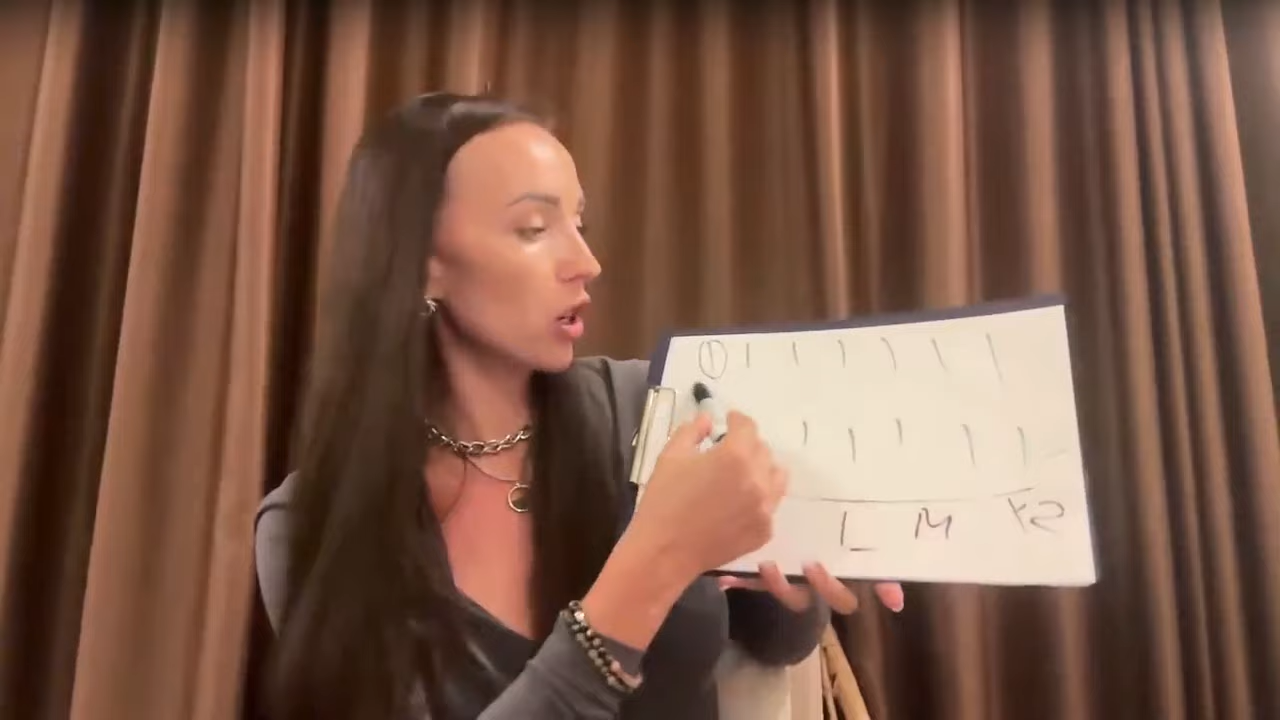 ① | | | | | |
| | | | |
L M